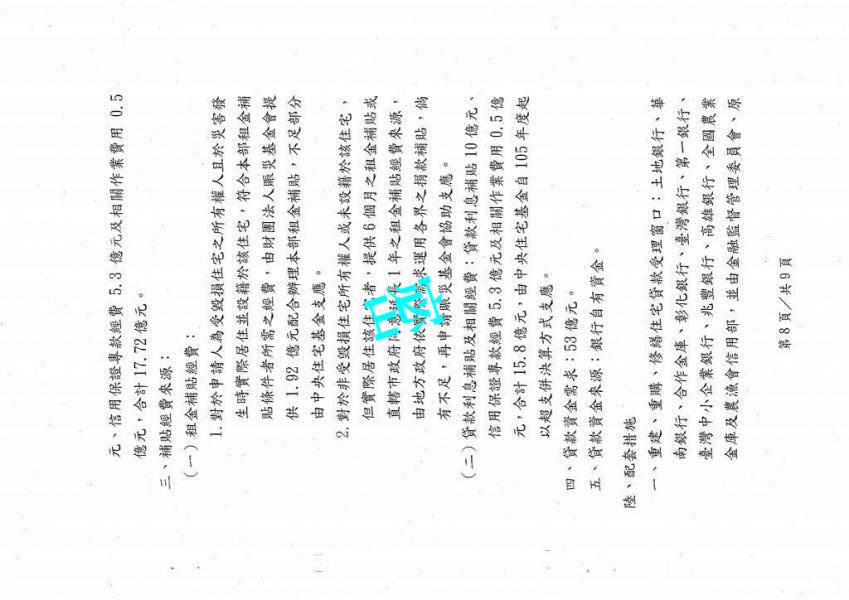 元、信用保證專款經費 5.3 億元及相關作業費用 0.5
億元，合計 17.72 億元。
三、補貼經費來源：
（一）租金補貼經費：
1. 對於申請人為受毀損住宅之所有權人且於災害發
生時實際居住並設籍於該住宅，符合本部租金補
貼條件者所需之經費，由財團法人賑災基金會提
供 1.92 億元配合辦理本部租金補貼，不足部分
由中央住宅基金支應。
2. 對於非受毀損住宅所有權人或未設籍於該住宅，
但實際居住該住宅者，提供 6 個月之租金補貼或
直轄市政府同意延長 1 年之租金補貼經費來源，
由地方政府依實際需求運用各界之捐款補貼，倘
有不足，再申請賑災基金會協助支應。
（二）貸款利息補貼及相關經費：貸款利息補貼 10 億元、
信用保證專款經費 5.3 億元及相關作業費用 0.5 億
元，合計 15.8 億元，由中央住宅基金自 105 年度起
以超支併決算方式支應。
四、貸款資金需求：53 億元。
五、貸款資金來源：銀行自有資金。
陸、配套措施
一、重建、重購、修繕住宅貸款受理窗口：土地銀行、華
南銀行、合作金庫、彰化銀行、臺灣銀行、第一銀行、
臺灣中小企業銀行、兆豐銀行、高雄銀行、全國農業
金庫及農漁會信用部，並由金融監督管理委員會、原
第 8 頁／共 9 頁